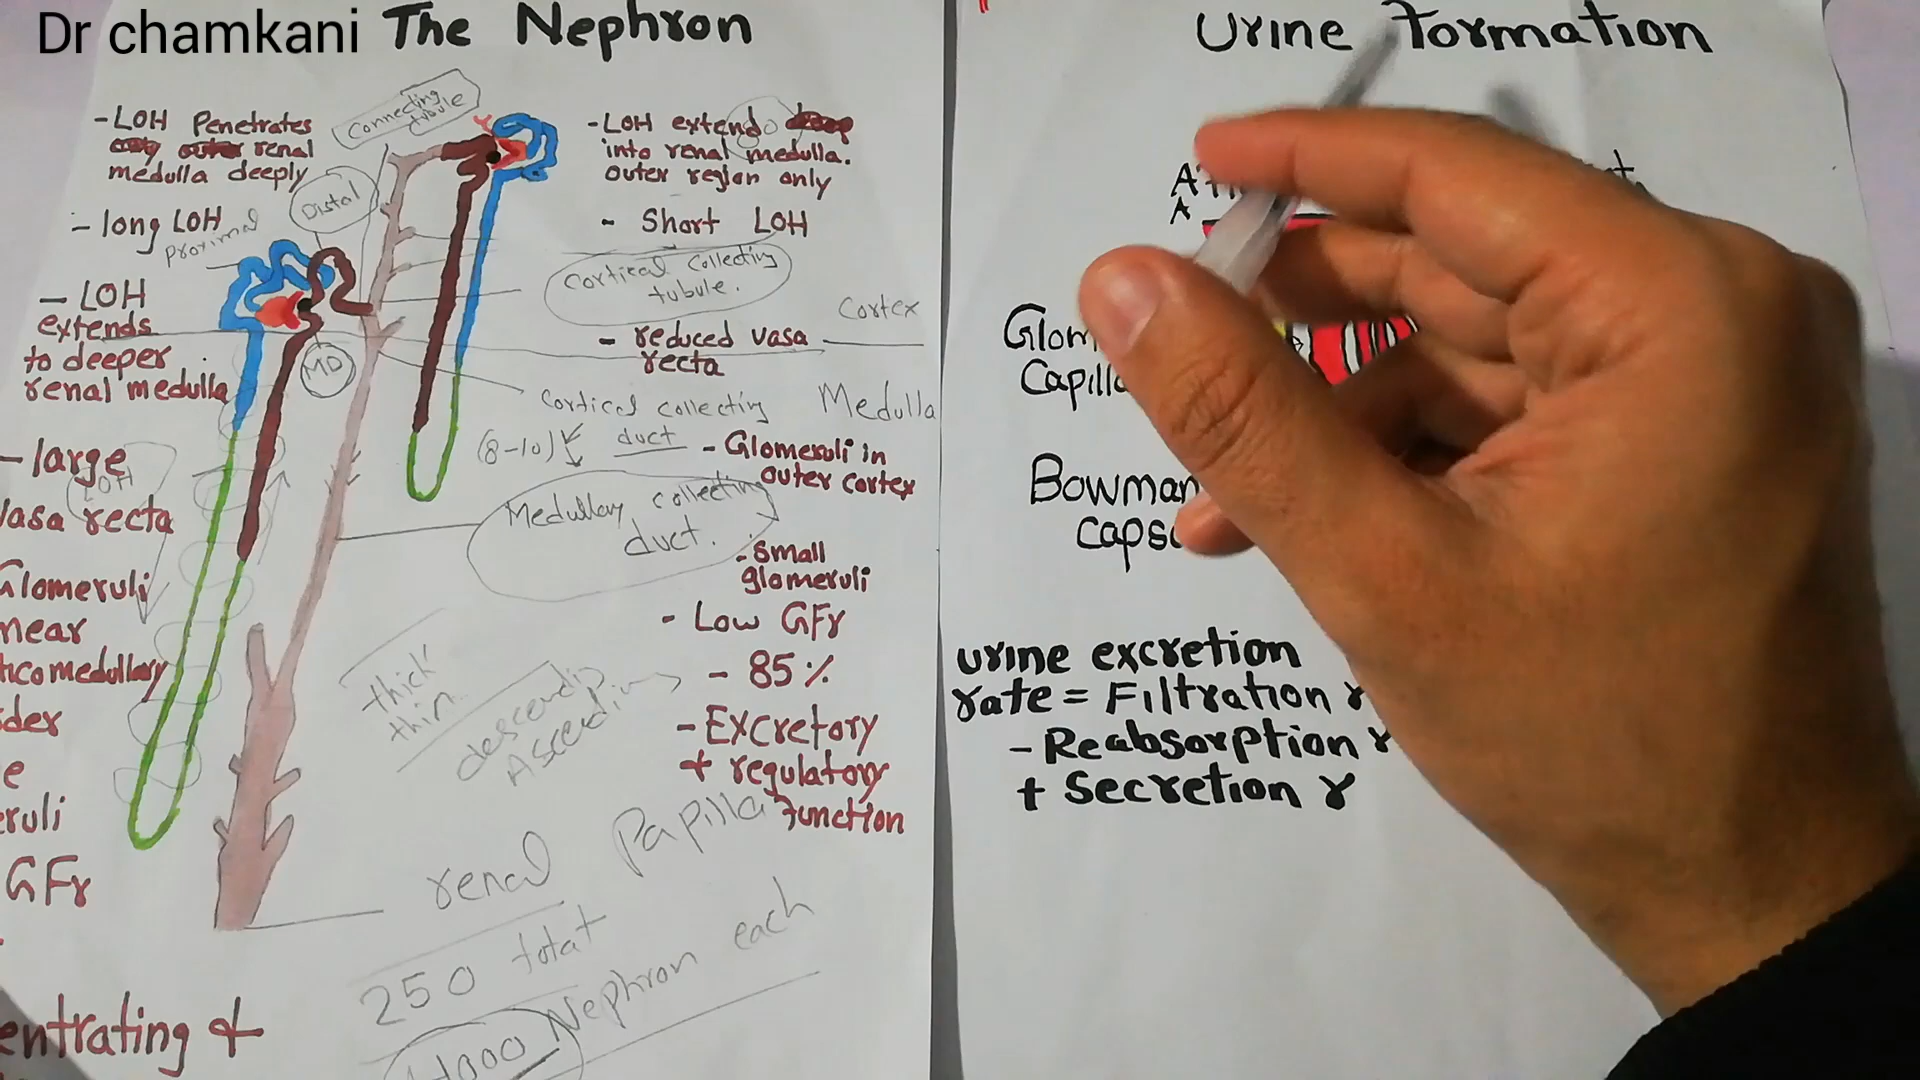 Dr chamkani
The Nephron
Connecting
tubule
-LOH Penetrates
renal
medulla deeply
Distal
- long LOH
proximal
- LOH
extends
to deeper
renal medulla
MD
- large
LOH
Vasa recta
Glomeruli
near
medullary
GFr
entrating +
-LOH extend
into renal medulla.
outer region only
- Short LOH
Cortical Collecting
tubule.
Cortex
- reduced vasa
recta
Cortical collecting
duct
Medulla
(8-10)
- Glomeruli in
outer cortex
Medullary collecting
duct.
- Small
glomeruli
- Low GFr
- 85%
- Excretory
+ regulatory
function
thick
thin
renal Papilla
250 total
Nephron each
Urine Formation
Glom
Capill
Bowman
Caps
urine excretion
rate = Filtration r
- Reabsorption r
+ Secretion r